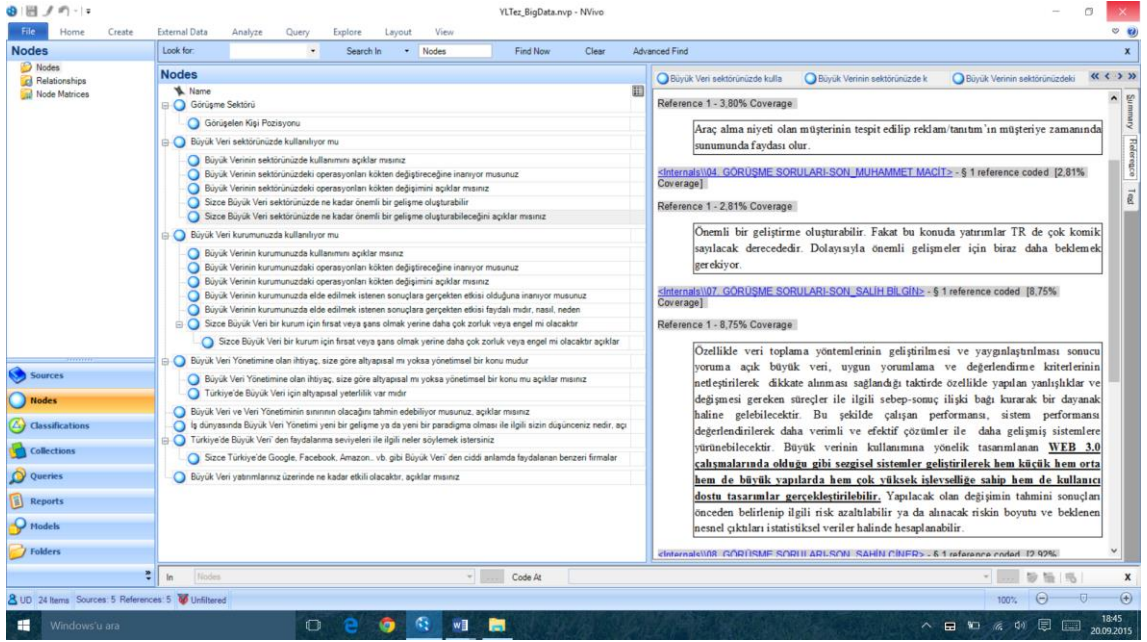 YLTez_BigData.nvp - NVivo
File Home Create External Data Analyze Query Explore Layout View
Nodes
Look for: Search In Nodes Find Now Clear Advanced Find x
Nodes
Relationships
Node Matrices
Sources
Nodes
Classifications
Collections
Queries
Reports
Models
Folders
Nodes
Name
Görüşme Sektörü
Görüşelen Kişi Pozisyonu
Büyük Veri sektörünüzde kullanılıyor mu
Büyük Verinin sektörünüzde kullanımını açıklar mısınız
Büyük Verinin sektörünüzdeki operasyonları kökten değiştireceğine inanıyor musunuz
Büyük Verinin sektörünüzdeki operasyonları kökten değişimini açıklar mısınız
Sizce Büyük Veri sektörünüzde ne kadar önemli bir gelişme oluşturabilir
Sizce Büyük Veri sektörünüzde ne kadar önemli bir gelişme oluşturabileceğini açıklar mısınız
Büyük Veri kurumunuzda kullanılıyor mu
Büyük Verinin kurumunuzda kullanımını açıklar mısınız
Büyük Verinin kurumunuzdaki operasyonları kökten değiştireceğine inanıyor musunuz
Büyük Verinin kurumunuzdaki operasyonları kökten değişimini açıklar mısınız
Büyük Verinin kurumunuzda elde edilmek istenen sonuçlara gerçekten etkisi olduğuna inanıyor musunuz
Büyük Verinin kurumunuzda elde edilmek istenen sonuçlara gerçekten etkisi faydalı mıdır, nasıl, neden
Sizce Büyük Veri bir kurum için fırsat veya şans olmak yerine daha çok zorluk veya engel mi olacaktır
Sizce Büyük Veri bir kurum için fırsat veya şans olmak yerine daha çok zorluk veya engel mi olacaktır açıklar
Büyük Veri Yönetimine olan ihtiyaç, size göre altyapısal mı yoksa yönetimsel bir konu mudur
Büyük Veri Yönetimine olan ihtiyaç, size göre altyapısal mı yoksa yönetimsel bir konu mu açıklar mısınız
Türkiye'de Büyük Veri için altyapısal yeterlilik var mıdır
Büyük Veri ve Veri Yönetiminin sınırının olacağını tahmin edebiliyor musunuz, açıklar mısınız
İş dünyasında Büyük Veri Yönetimi yeni bir gelişme ya da yeni bir paradigma olması ile ilgili sizin düşünceniz nedir, açı
Türkiye'de Büyük Veri' den faydalanma seviyeleri ile ilgili neler söylemek istersiniz
Sizce Türkiye'de Google, Facebook, Amazon.. vb. gibi Büyük Veri' den ciddi anlamda faydalanan benzeri firmalar
Büyük Veri yatırımlarınız üzerinde ne kadar etkili olacaktır, açıklar mısınız
Büyük Veri sektörünüzde kulla Büyük Verinin sektörünüzde k Büyük Verinin sektörünüzdeki
Reference 1 - 3,80% Coverage
Araç alma niyeti olan müşterinin tespit edilip reklam/tanıtım'ın müşteriye zamanında
sunumunda faydası olur.
<Internals\\04. GÖRÜŞME SORULARI-SON_MUHAMMET MACİT> - § 1 reference coded [2,81%
Coverage]
Reference 1 - 2,81% Coverage
Önemli bir geliştirme oluşturabilir. Fakat bu konuda yatırımlar TR de çok komik
sayılacak derecededir. Dolayısıyla önemli gelişmeler için biraz daha beklemek
gerekiyor.
<Internals\\07. GÖRÜŞME SORULARI-SON_SALIH BİLGİN> - § 1 reference coded [8,75%
Coverage]
Reference 1 - 8,75% Coverage
Özellikle veri toplama yöntemlerinin geliştirilmesi ve yaygınlaştırılması sonucu
yoruma açık büyük veri, uygun yorumlama ve değerlendirme kriterlerinin
netleştirilerek dikkate alınması sağlandığı taktirde özellikle yapılan yanlışlıklar ve
değişmesi gereken süreçler ile ilgili sebep-sonuç ilişki bağı kurarak bir dayanak
haline gelebilecektir. Bu şekilde çalışan performansı, sistem performansı
değerlendirilerek daha verimli ve efektif çözümler ile daha gelişmiş sistemlere
yürünebilecektir. Büyük verinin kullanımına yönelik tasarımlanan WEB 3.0
çalışmalarında olduğu gibi sezgisel sistemler geliştirilerek hem küçük hem orta
hem de büyük yapılarda hem çok yüksek işlevselliğe sahip hem de kullanıcı
dostu tasarımlar gerçekleştirilebilir. Yapılacak olan değişimin tahmini sonuçları
önceden belirlenip ilgili risk azaltılabilir ya da alınacak riskin boyutu ve beklenen
nesnel çıktıları istatistiksel veriler halinde hesaplanabilir.
<Internals\\08. GÖRÜŞME SORULARI-SON_SAHİN CİNER> - § 1 reference coded [2,92%
Summary
Reference
Text
In Nodes Code At x
UD 24 Items Sources: 5 References: 5 Unfiltered 100%
Windows'u ara
18:45
20.09.2015